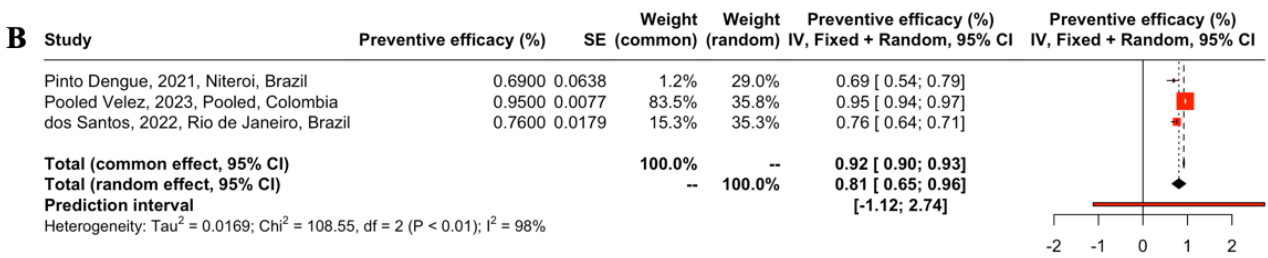 B
Weight Weight Preventive efficacy (%) Preventive efficacy (%)
Study Preventive efficacy (%) SE (common) (random) IV, Fixed + Random, 95% CI IV, Fixed + Random, 95% CI
Pinto Dengue, 2021, Niteroi, Brazil 0.6900 0.0638 1.2% 29.0% 0.69 [ 0.54; 0.79]
Pooled Velez, 2023, Pooled, Colombia 0.9500 0.0077 83.5% 35.8% 0.95 [ 0.94; 0.97]
dos Santos, 2022, Rio de Janeiro, Brazil 0.7600 0.0179 15.3% 35.3% 0.76 [ 0.64; 0.71]
Total (common effect, 95% CI) 100.0% -- 0.92 [ 0.90; 0.93]
Total (random effect, 95% CI) -- 100.0% 0.81 [ 0.65; 0.96]
Prediction interval [-1.12; 2.74]
Heterogeneity: Tau² = 0.0169; Chi² = 108.55, df = 2 (P < 0.01); I² = 98%
-2 -1 0 1 2